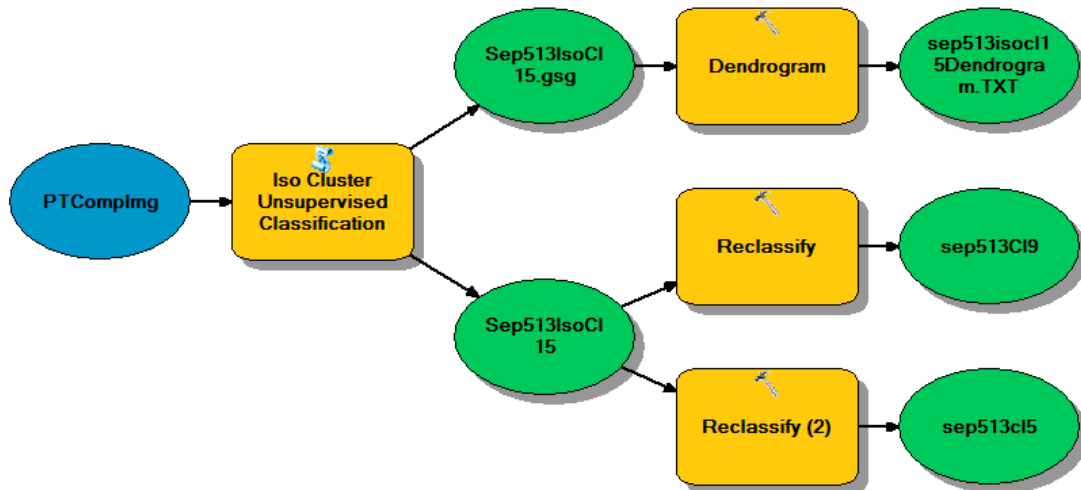 Sep513IsoCl
15.gsg
Dendrogram
sep513isocl1
5Dendrogra
m.TXT
PTCompImg
Iso Cluster
Unsupervised
Classification
Reclassify
sep513Cl9
Sep513IsoCl
15
Reclassify (2)
sep513cl5